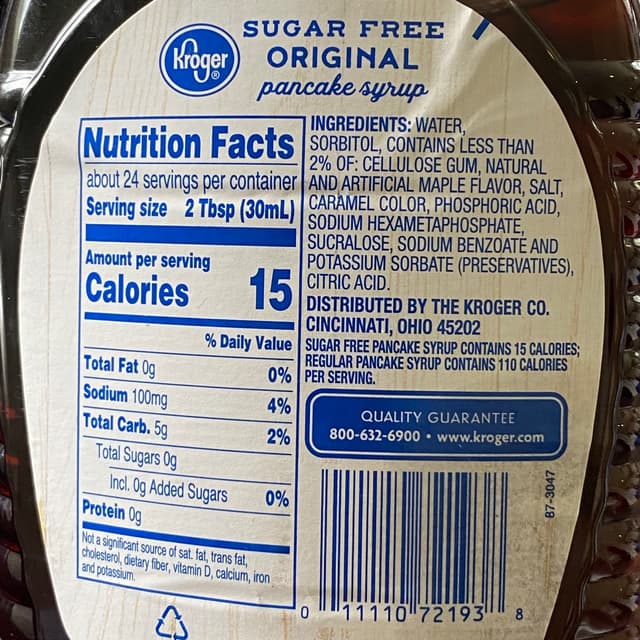 Kroger®
SUGAR FREE
ORIGINAL
pancake syrup
Nutrition Facts
about 24 servings per container
Serving size 2 Tbsp (30mL)
Amount per serving
Calories 15
% Daily Value
Total Fat 0g 0%
Sodium 100mg 4%
Total Carb. 5g 2%
Total Sugars 0g
Incl. 0g Added Sugars 0%
Protein 0g
Not a significant source of sat. fat, trans fat,
cholesterol, dietary fiber, vitamin D, calcium, iron
and potassium.
INGREDIENTS: WATER,
SORBITOL, CONTAINS LESS THAN
2% OF: CELLULOSE GUM, NATURAL
AND ARTIFICIAL MAPLE FLAVOR, SALT,
CARAMEL COLOR, PHOSPHORIC ACID,
SODIUM HEXAMETAPHOSPHATE,
SUCRALOSE, SODIUM BENZOATE AND
POTASSIUM SORBATE (PRESERVATIVES),
CITRIC ACID.
DISTRIBUTED BY THE KROGER CO.
CINCINNATI, OHIO 45202
SUGAR FREE PANCAKE SYRUP CONTAINS 15 CALORIES;
REGULAR PANCAKE SYRUP CONTAINS 110 CALORIES
PER SERVING.
QUALITY GUARANTEE
800-632-6900 • www.kroger.com
87-3047
0 11110 72193 8